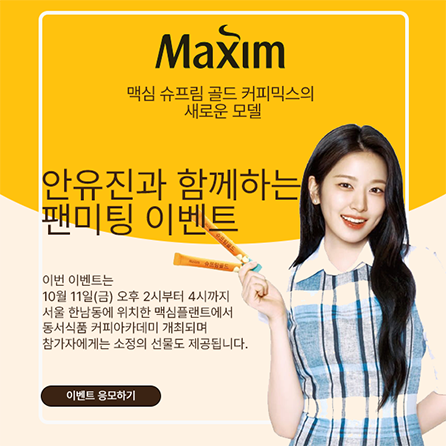 Maxim
맥심 슈프림 골드 커피믹스의
새로운 모델
안유진과 함께하는
팬미팅 이벤트
이번 이벤트는
10월 11일(금) 오후 2시부터 4시까지
서울 한남동에 위치한 맥심플랜트에서
동서식품 커피아카데미 개최되며
참가자에게는 소정의 선물도 제공됩니다.
이벤트 응모하기